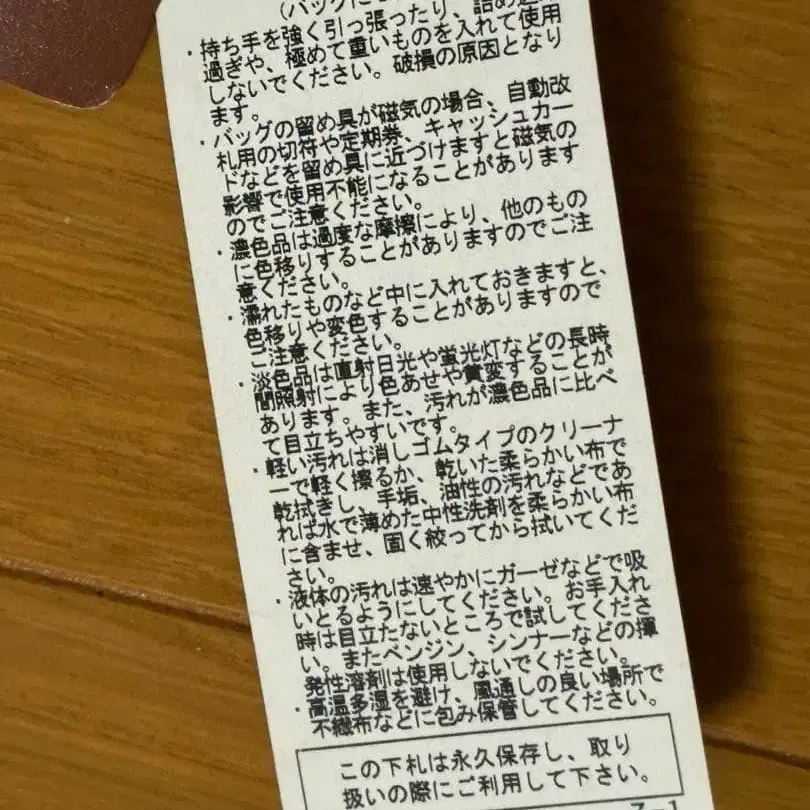 (バッグに
・持ち手を強く引っ張ったり、詰め
過ぎや、極めて重いものを入れて使用
しないでください。破損の原因となり
ます。
・バッグの留め具が磁気の場合、自動改
札用の切符や定期券、キャッシュカー
ドなどを留め具に近づけますと磁気の
影響で使用不能になることがあります
のでご注意ください。
・濃色品は過度な摩擦により、他のもの
に色移りすることがありますのでご注
意ください。
・濡れたものなど中に入れておきますと、
色移りや変色することがありますので
ご注意ください。
・淡色品は直射日光や蛍光灯などの長時
間照射により色あせや黄変することが
あります。また、汚れが濃色品に比べ
て目立ちやすいです。
・軽い汚れは消しゴムタイプのクリーナ
ーで軽く擦るか、乾いた柔らかい布で
乾拭きし、手垢、油性の汚れなどであ
れば水で薄めた中性洗剤を柔らかい布
に含ませ、固く絞ってから拭いてくだ
さい。
・液体の汚れは速やかにガーゼなどで吸
いとるようにしてください。お手入れ
時は目立たないところで試してくださ
い。またベンジン、シンナーなどの揮
発性溶剤は使用しないでください。
・高温多湿を避け、風通しの良い場所で
不織布などに包み保管してください。
この下札は永久保存し、取り
扱いの際にご利用して下さい。